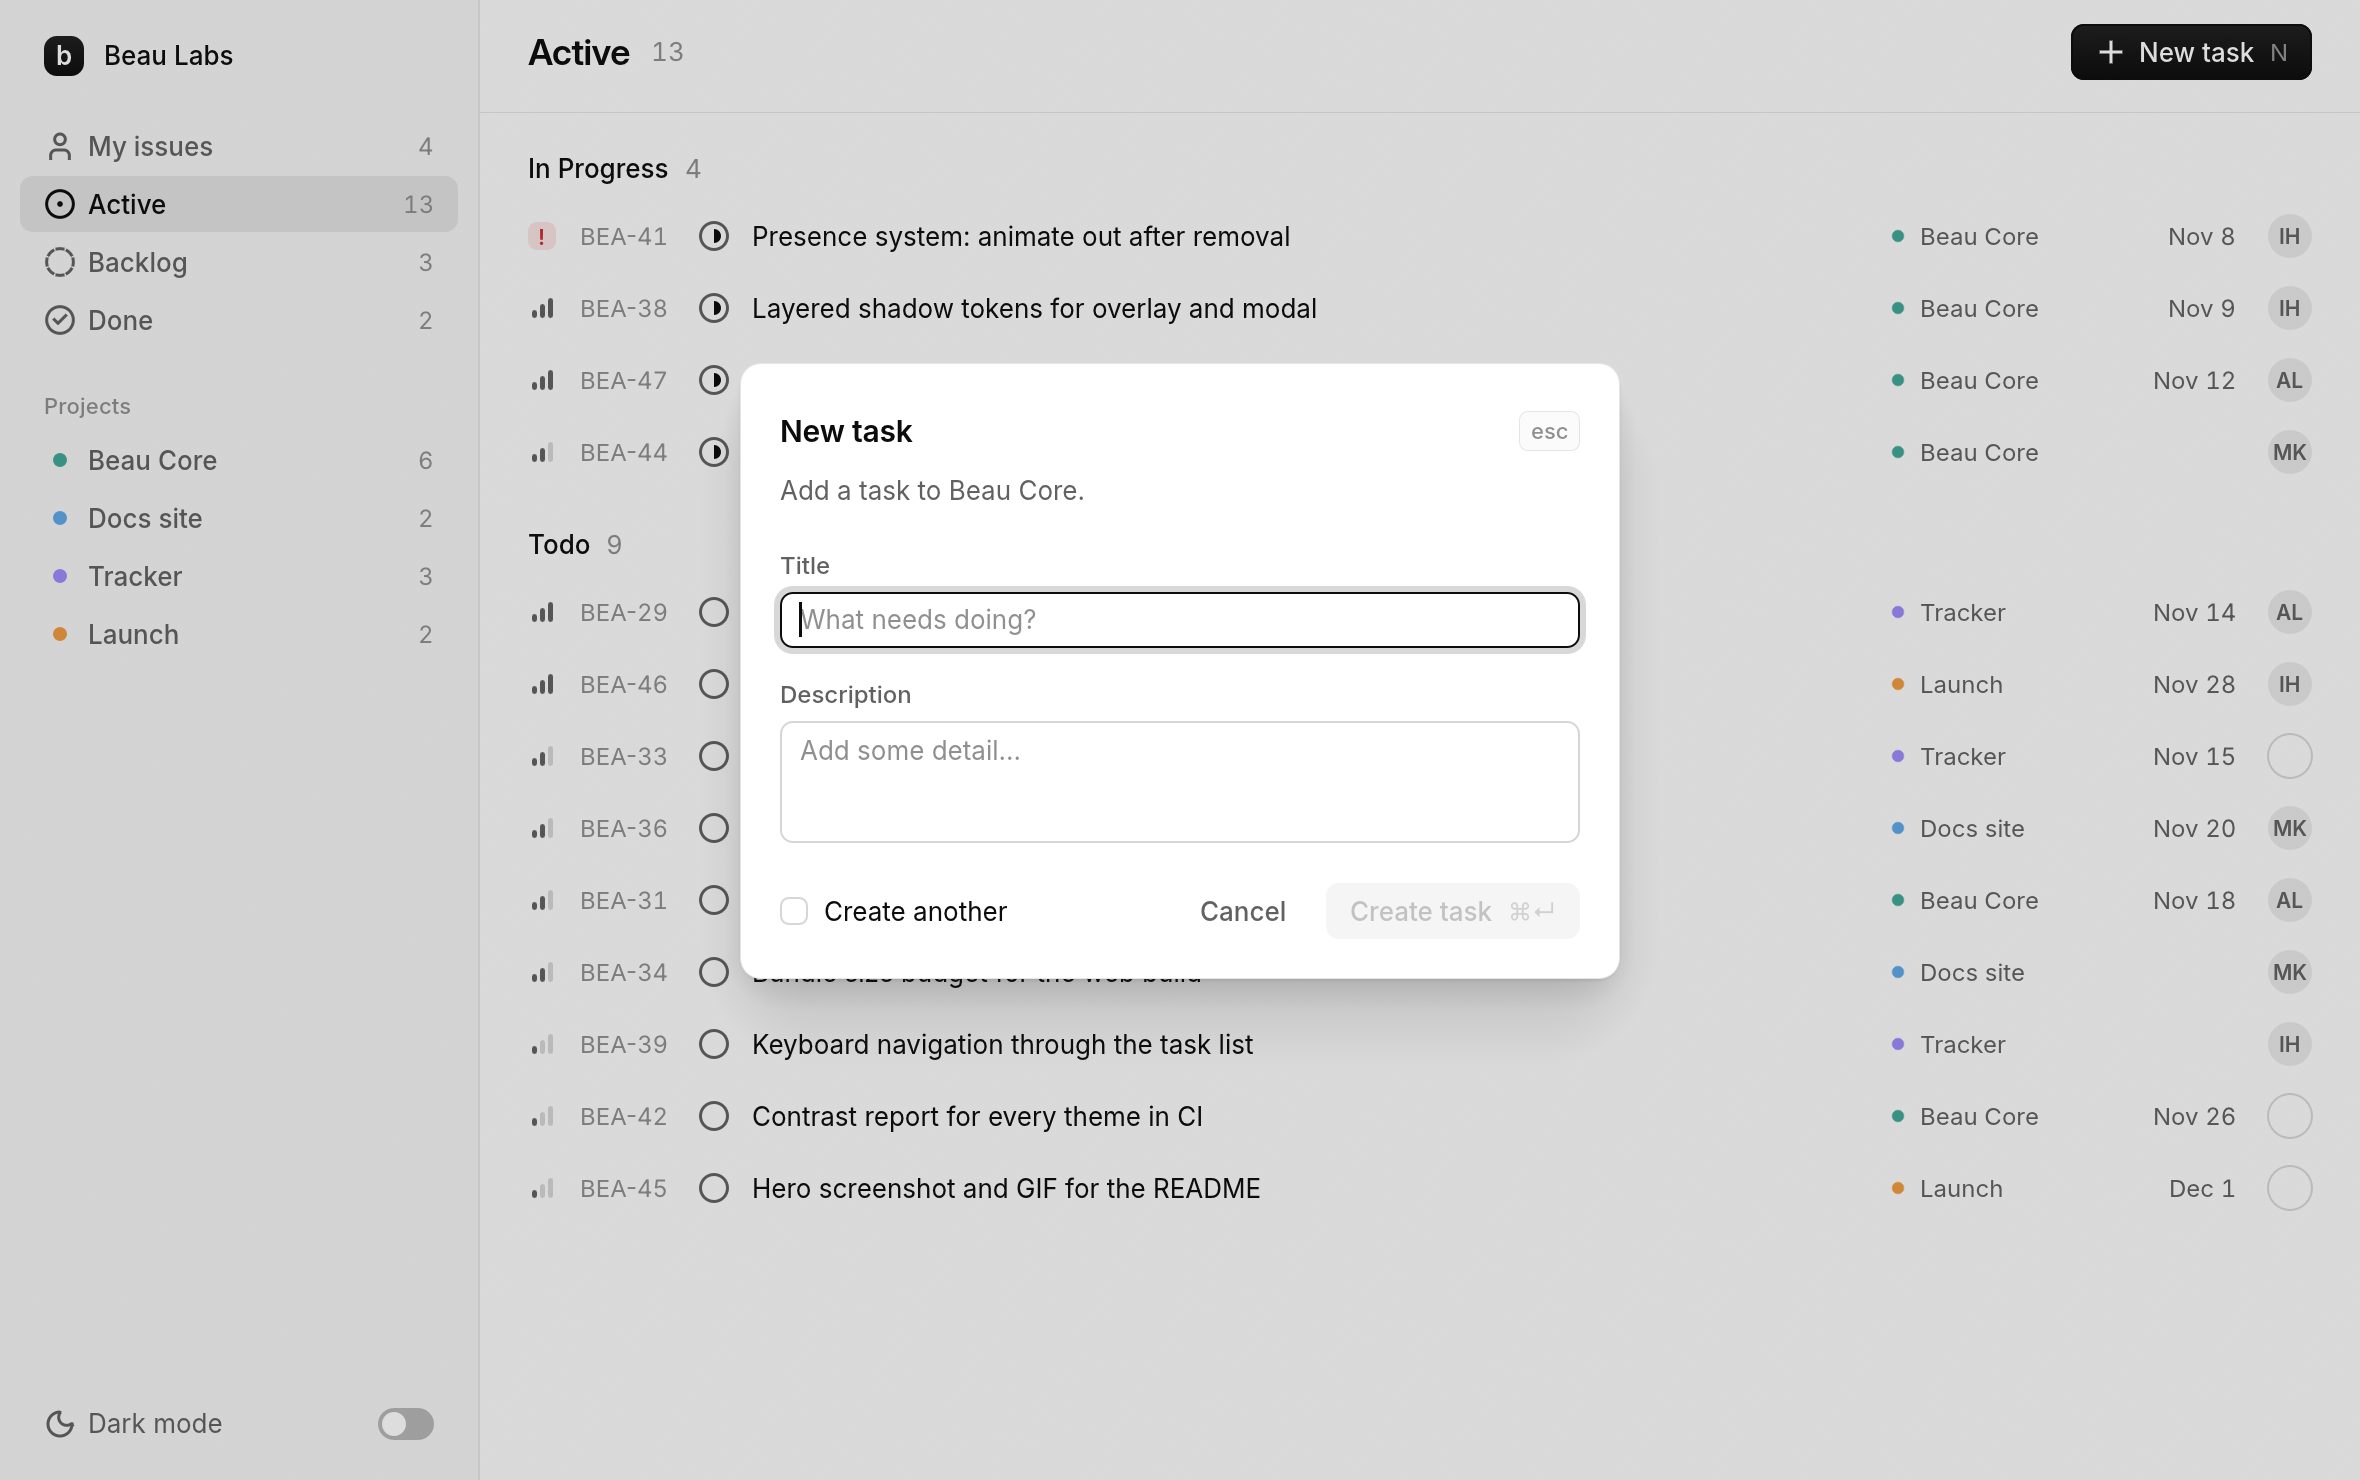 b Beau Labs
My issues 4
Active 13
Backlog 3
Done 2
Projects
Beau Core 6
Docs site 2
Tracker 3
Launch 2
Dark mode
Active 13
New task N
In Progress 4
! BEA-41 Presence system: animate out after removal Beau Core Nov 8 IH
BEA-38 Layered shadow tokens for overlay and modal Beau Core Nov 9 IH
BEA-47 Beau Core Nov 12 AL
BEA-44 Beau Core MK
Todo 9
BEA-29 Tracker Nov 14 AL
BEA-46 Launch Nov 28 IH
BEA-33 Tracker Nov 15
BEA-36 Docs site Nov 20 MK
BEA-31 Beau Core Nov 18 AL
BEA-34 Bundle size budget for the web build Docs site MK
BEA-39 Keyboard navigation through the task list Tracker IH
BEA-42 Contrast report for every theme in CI Beau Core Nov 26
BEA-45 Hero screenshot and GIF for the README Launch Dec 1
New task esc
Add a task to Beau Core.
Title
What needs doing?
Description
Add some detail...
Create another Cancel Create task ⌘↵